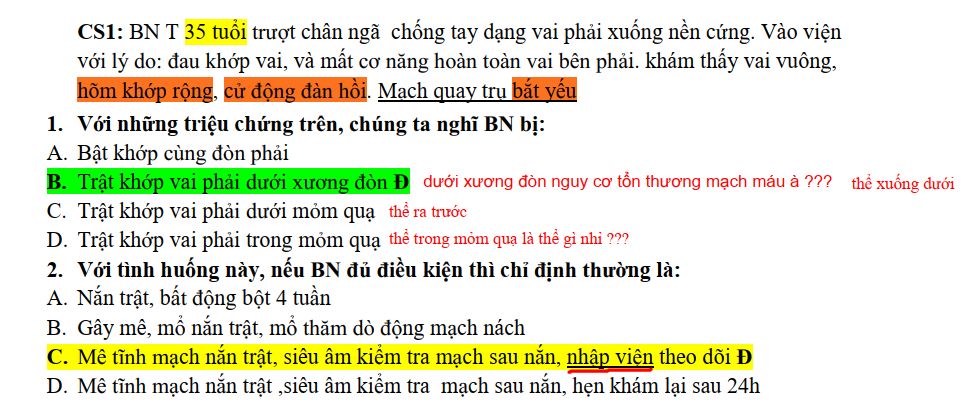 CS1: BN T 35 tuổi trượt chân ngã chống tay dạng vai phải xuống nền cứng. Vào viện
với lý do: đau khớp vai, và mất cơ năng hoàn toàn vai bên phải. khám thấy vai vuông,
hõm khớp rộng, cử động đàn hồi. Mạch quay trụ bắt yếu
1. Với những triệu chứng trên, chúng ta nghĩ BN bị:
A. Bật khớp cùng đòn phải
B. Trật khớp vai phải dưới xương đòn Đ dưới xương đòn nguy cơ tổn thương mạch máu à ??? thể xuống dưới
C. Trật khớp vai phải dưới mỏm quạ thể ra trước
D. Trật khớp vai phải trong mỏm quạ thể trong mỏm quạ là thể gì nhỉ ???
2. Với tình huống này, nếu BN đủ điều kiện thì chỉ định thường là:
A. Nắn trật, bất động bột 4 tuần
B. Gây mê, mổ nắn trật, mổ thăm dò động mạch nách
C. Mê tĩnh mạch nắn trật, siêu âm kiểm tra mạch sau nắn, nhập viện theo dõi Đ
D. Mê tĩnh mạch nắn trật ,siêu âm kiểm tra mạch sau nắn, hẹn khám lại sau 24h